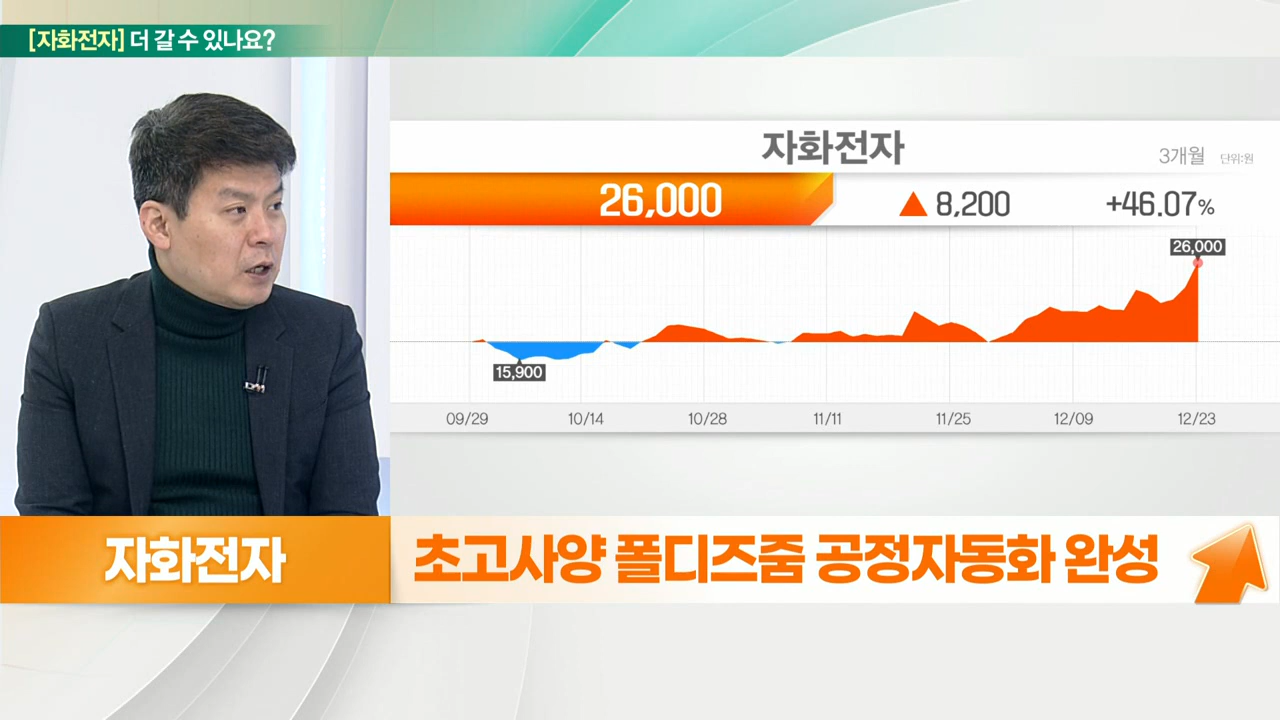 [자화전자] 더 갈 수 있나요?
자화전자
3개월 단위:원
26,000 ▲ 8,200 +46.07%
26,000
15,900
09/29 10/14 10/28 11/11 11/25 12/09 12/23
자화전자
초고사양 폴디즈줌 공정자동화 완성